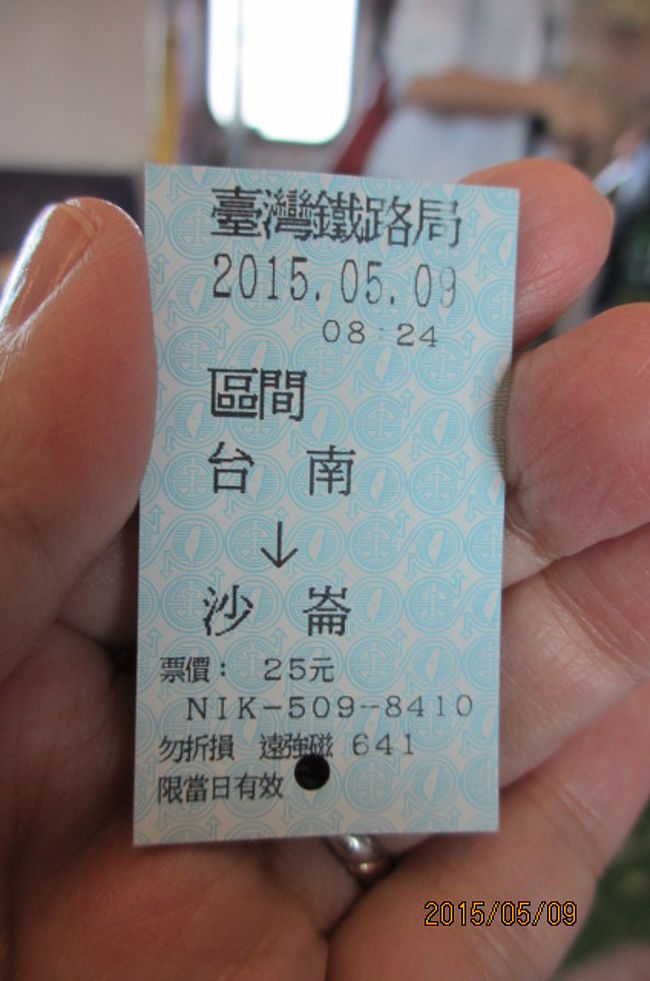 臺灣鐵路局
2015.05.09
08:24
區間
台 南
↓
沙 崙
票價： 25元
NIK-509--8410
勿折損 遠強磁 641
限當日有效
2015/05/09